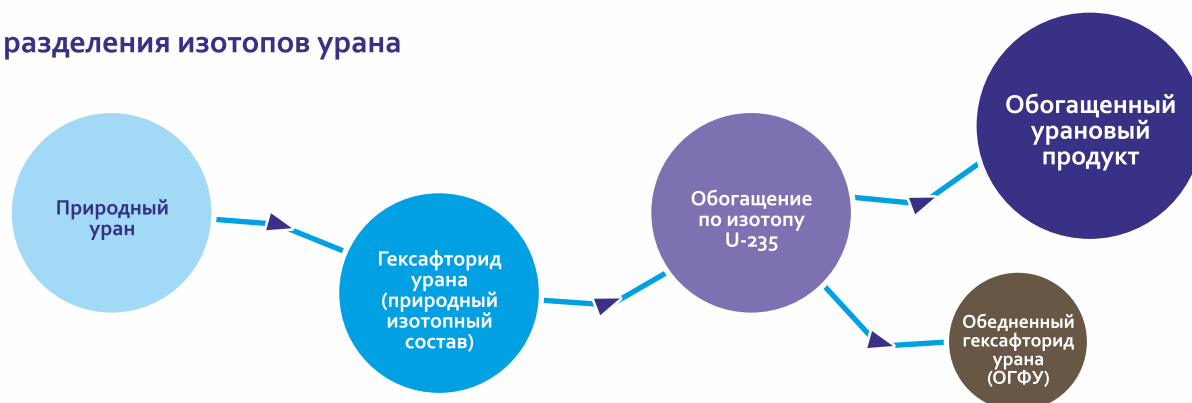 разделения изотопов урана
Природный
уран
Гексафторид
урана
(природный
изотопный
состав)
Обогащение
по изотопу
U-235
Обогащенный
урановый
продукт
Обедненный
гексафторид
урана
(ОГФУ)